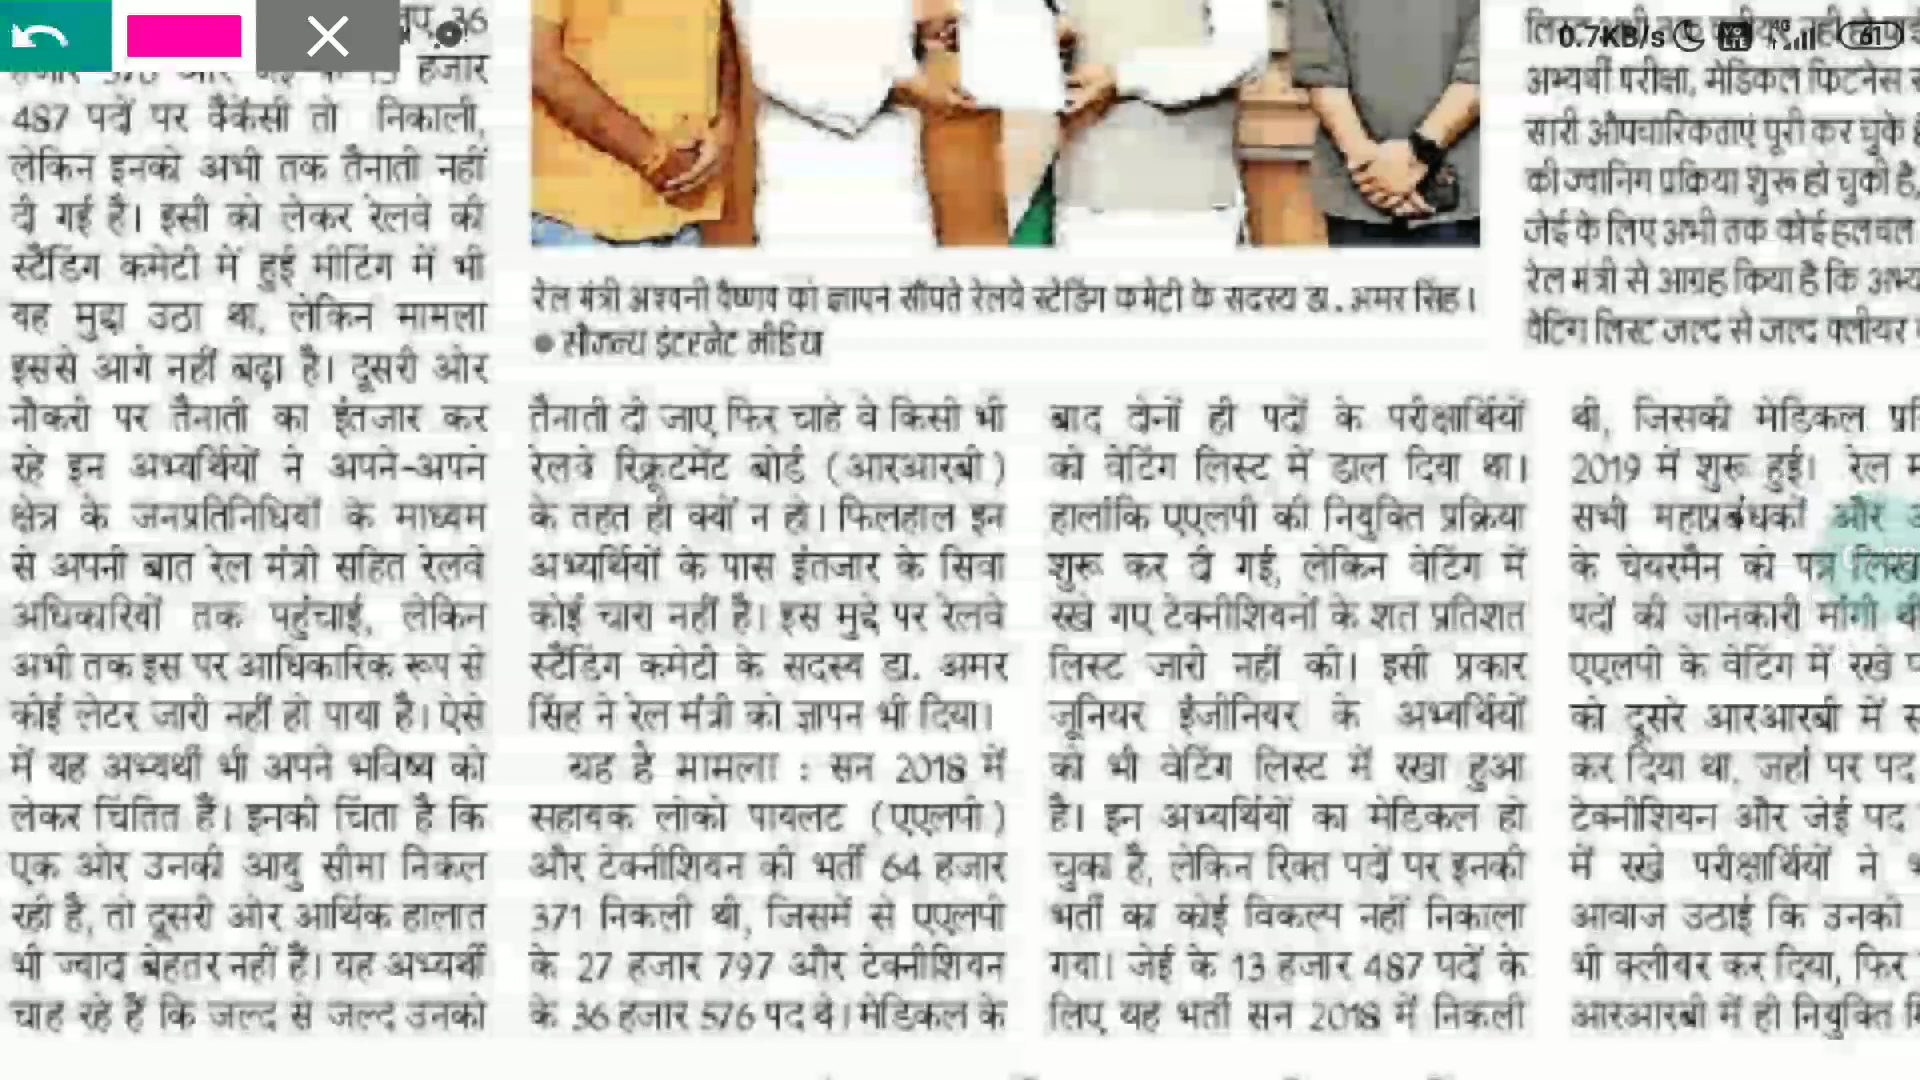 36
हजार 576 और जेई के 13 हजार
487 पदों पर वैकेंसी तो निकाली,
लेकिन इनको अभी तक तैनाती नहीं
दी गई है। इसी को लेकर रेलवे की
स्टैंडिंग कमेटी में हुई मीटिंग में भी
यह मुद्दा उठा था, लेकिन मामला
इससे आगे नहीं बढ़ा है। दूसरी ओर
नौकरी पर तैनाती का इंतजार कर
रहे इन अभ्यर्थियों ने अपने-अपने
क्षेत्र के जनप्रतिनिधियों के माध्यम
से अपनी बात रेल मंत्री सहित रेलवे
अधिकारियों तक पहुंचाई, लेकिन
अभी तक इस पर आधिकारिक रूप से
कोई लेटर जारी नहीं हो पाया है। ऐसे
में यह अभ्यर्थी भी अपने भविष्य को
लेकर चिंतित हैं। इनको चिंता है कि
एक ओर उनकी आयु सीमा निकल
रही है, तो दूसरी ओर आर्थिक हालात
भी ज्यादा बेहतर नहीं हैं। यह अभ्यर्थी
चाह रहे हैं कि जल्द से जल्द उनको
रेल मंत्री अश्वनी वैष्णव को ज्ञापन सौंपते रेलवे स्टेडिंग कमेटी के सदस्य डा. अमर सिंह।
● सौजन्य इंटरनेट मीडिया
तैनाती दी जाए फिर चाहे वे किसी भी
रेलवे रिक्रूटमेंट बोर्ड (आरआरबी)
के तहत ही क्यों न हो। फिलहाल इन
अभ्यर्थियों के पास इंतजार के सिवा
कोई चारा नहीं है। इस मुद्दे पर रेलवे
स्टैंडिंग कमेटी के सदस्य डा. अमर
सिंह ने रेल मंत्री को ज्ञापन भी दिया।
यह है मामला : सन 2018 में
सहायक लोको पायलट (एएलपी)
और टेक्नीशियन की भर्ती 64 हजार
371 निकली थी, जिसमें से एएलपी
के 27 हजार 797 और टेक्नीशियन
के 36 हजार 576 पद थे। मेडिकल के
बाद दोनों ही पदों के परीक्षार्थियों
को वेटिंग लिस्ट में डाल दिया था।
हालांकि एएलपी की नियुक्ति प्रक्रिया
शुरू कर दी गई, लेकिन वेटिंग में
रखे गए टेक्नीशियनों के शत प्रतिशत
लिस्ट जारी नहीं की। इसी प्रकार
जूनियर इंजीनियर के अभ्यर्थियों
को भी वेटिंग लिस्ट में रखा हुआ
है। इन अभ्यर्थियों का मेडिकल हो
चुका है, लेकिन रिक्त पदों पर इनकी
भर्ती का कोई विकल्प नहीं निकाला
गया। जेई के 13 हजार 487 पदों के
लिए यह भर्ती सन 2018 में निकली
0.7KB/s 4G 61
अभ्यर्थी परीक्षा, मेडिकल फिटनेस
सारी औपचारिकताएं पूरी कर चुके
की ज्वानिंग प्रक्रिया शुरू हो चुकी है,
जेई के लिए अभी तक कोई हलचल
रेल मंत्री से आग्रह किया है कि
वेटिंग लिस्ट जल्द से जल्द क्लीयर
थी, जिसकी मेडिकल
2019 में शुरू हुई। रेल
सभी महाप्रबंधकों और
के चेयरमैन को पत्र
पदों की जानकारी मांगी
एएलपी के वेटिंग में रखे
को दूसरे आरआरबी में
कर दिया था, जहां पर पद
टेक्नीशियन और जेई पद
में रखे परीक्षार्थियों ने
आवाज उठाई कि उनको
भी क्लीयर कर दिया, फिर
आरआरबी में ही नियुक्ति